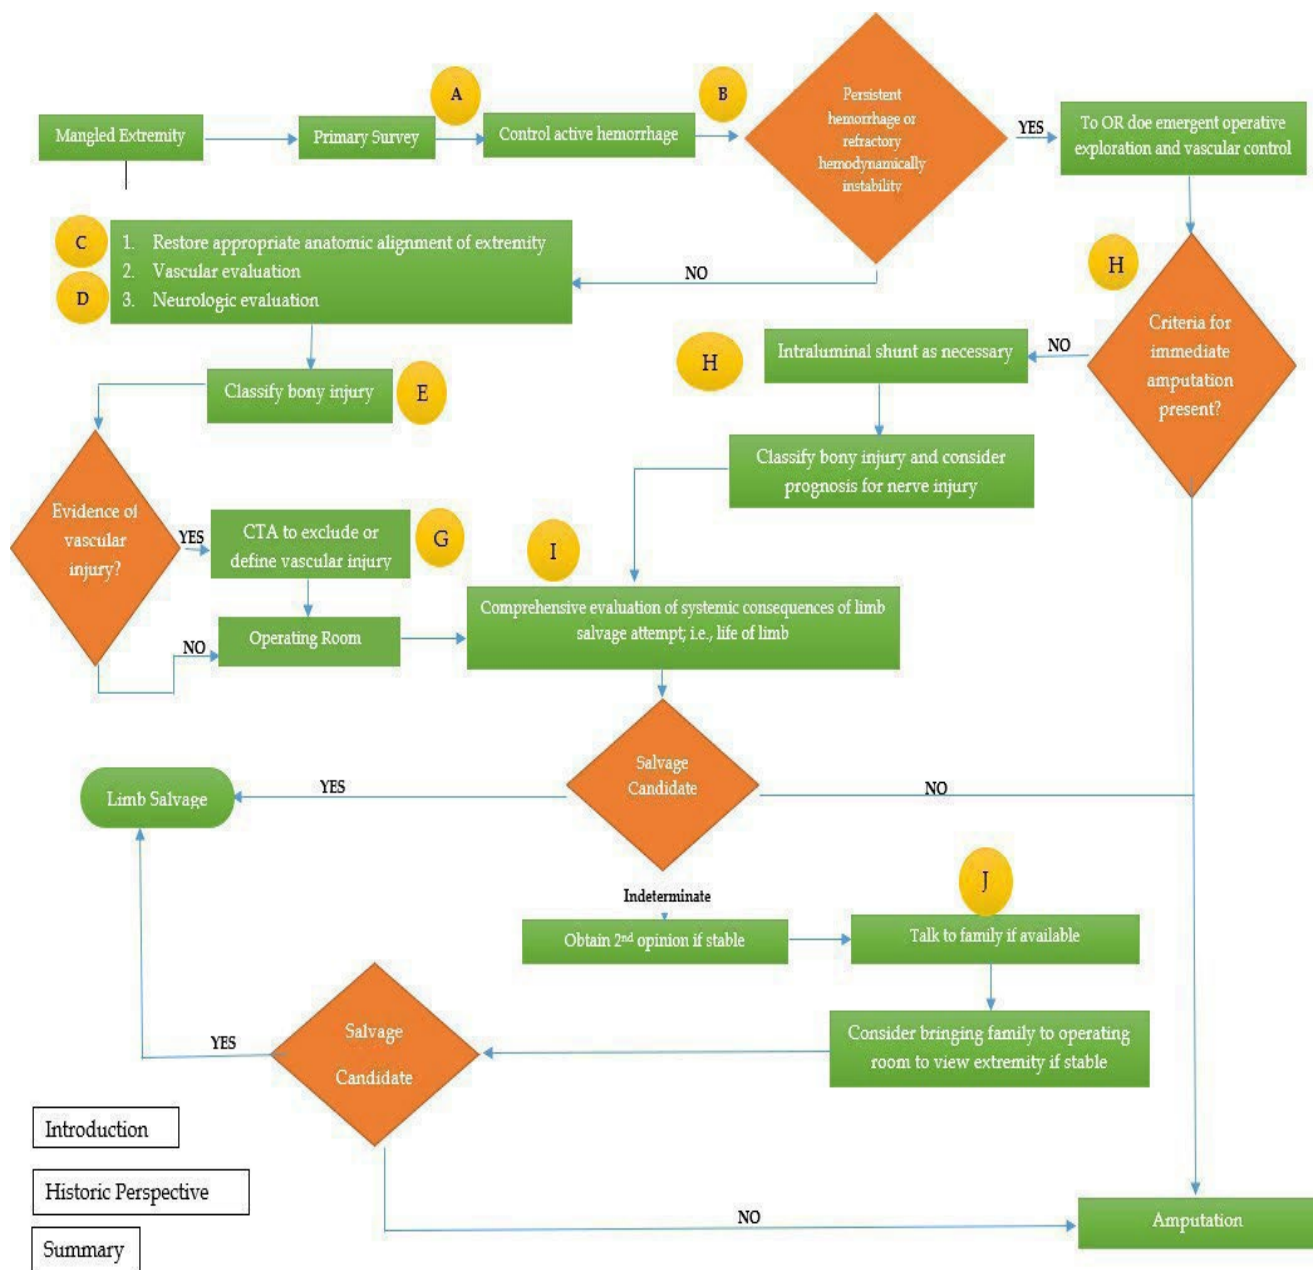 A
B
Mangled Extremity
Primary Survey
Control active hemorrhage
Persistent
hemorrhage or
refractory
hemodynamically
instability
YES
To OR doe emergent operative
exploration and vascular control
C
D
1. Restore appropriate anatomic alignment of extremity
2. Vascular evaluation
3. Neurologic evaluation
NO
H
Criteria for
immediate
amputation
present?
NO
Intraluminal shunt as necessary
H
Classify bony injury
E
Classify bony injury and consider
prognosis for nerve injury
Evidence of
vascular
injury?
YES
CTA to exclude or
define vascular injury
G
I
NO
Operating Room
Comprehensive evaluation of systemic consequences of limb
salvage attempt; i.e., life of limb
Salvage
Candidate
YES
NO
Limb Salvage
Indeterminate
J
Obtain 2nd opinion if stable
Talk to family if available
Consider bringing family to operating
room to view extremity if stable
Salvage
Candidate
YES
NO
Amputation
Introduction
Historic Perspective
Summary